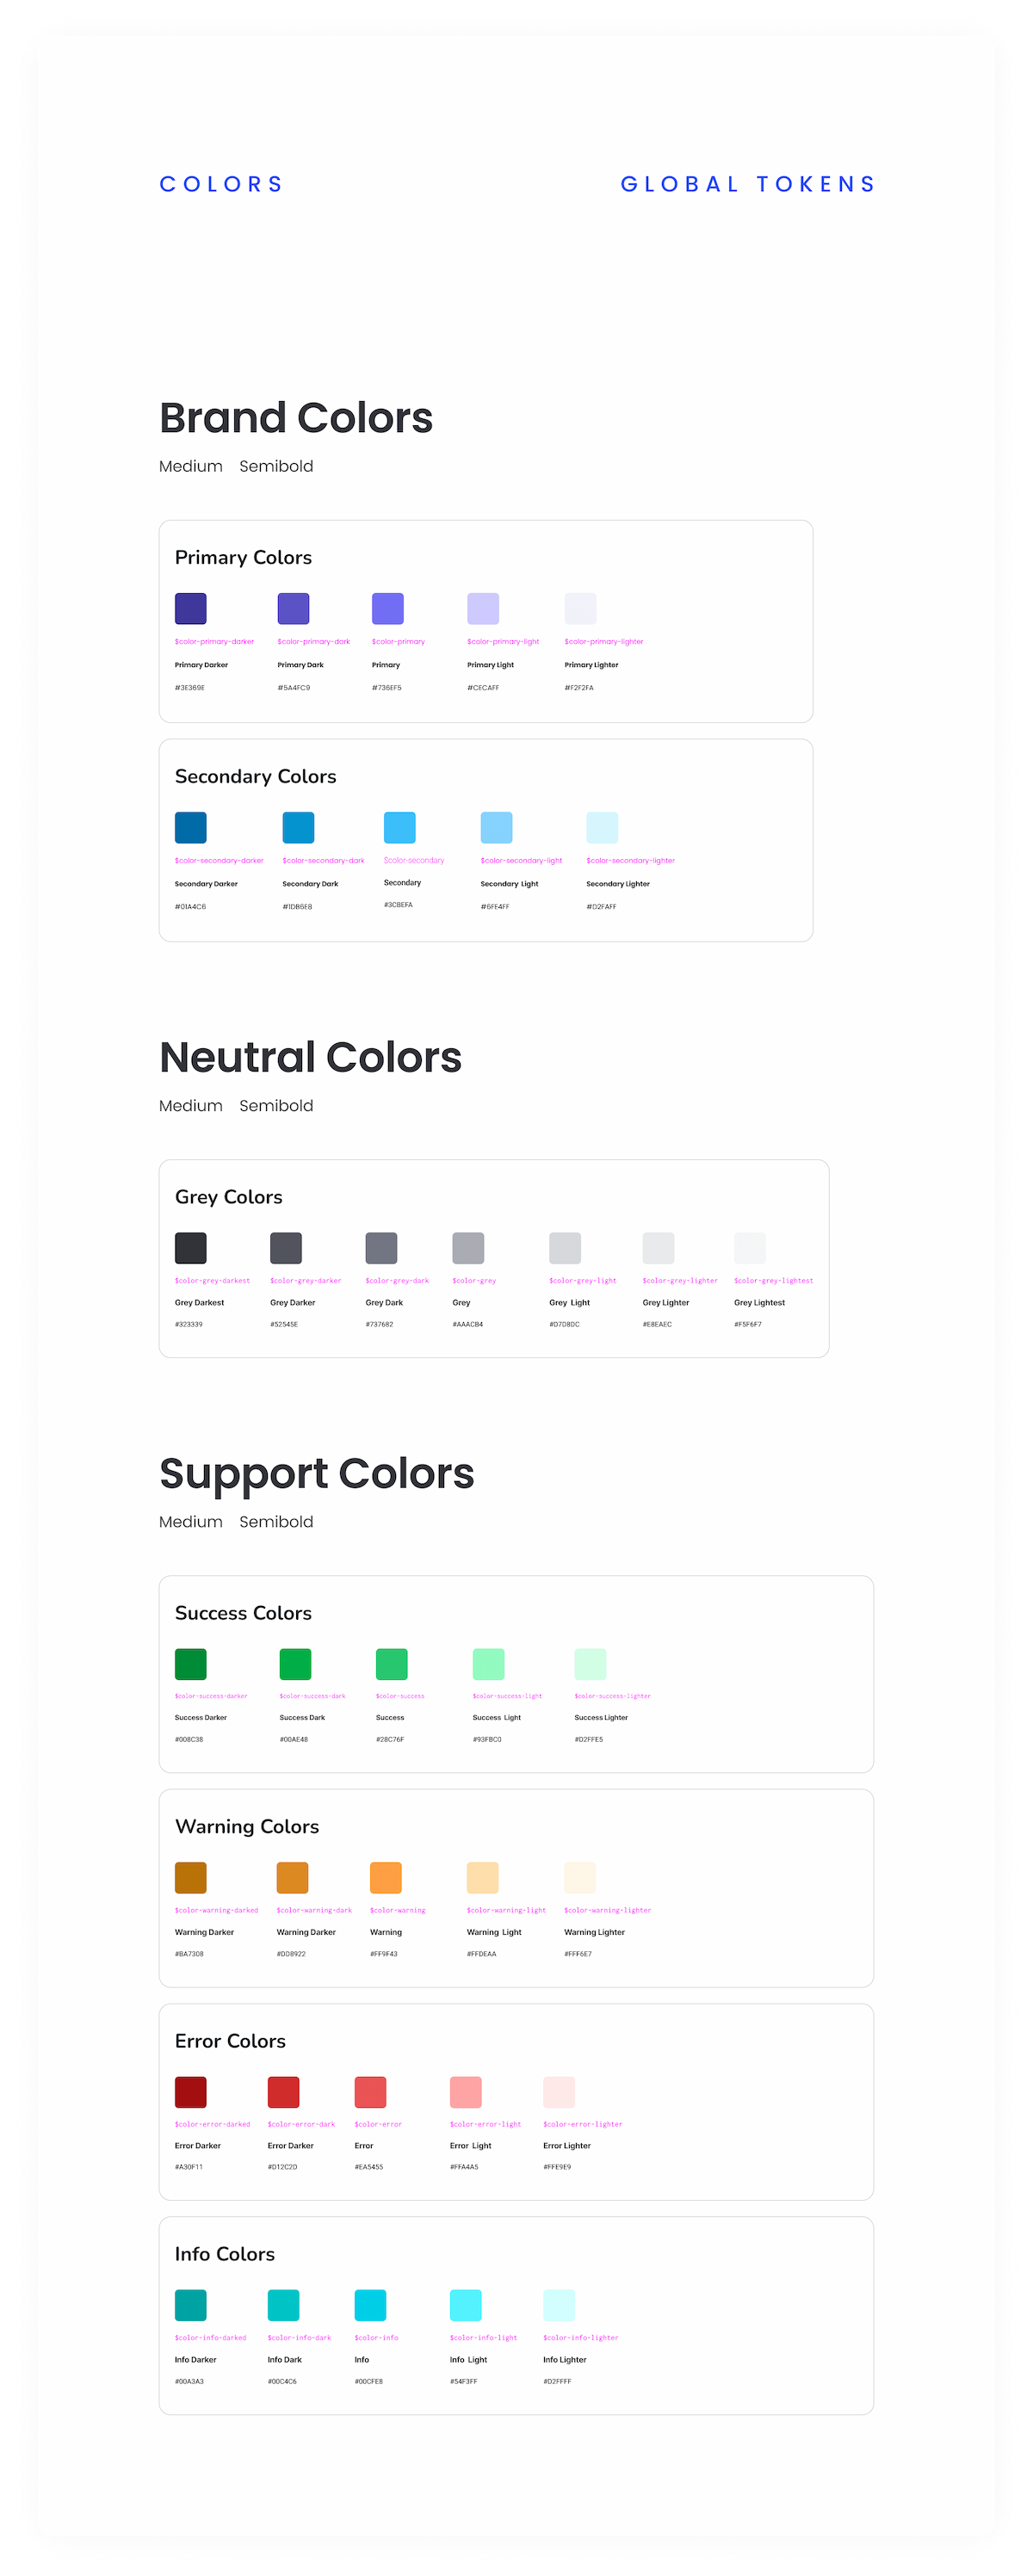 COLORS GLOBAL TOKENS
Brand Colors
Medium Semibold
Primary Colors
$color-primary-darker $color-primary-dark $color-primary $color-primary-light $color-primary-lighter
Primary Darker Primary Dark Primary Primary Light Primary Lighter
#3E369E #5A4FC9 #736EF5 #CECAFF #F2F2FA
Secondary Colors
$color-secondary-darker $color-secondary-dark $color-secondary $color-secondary-light $color-secondary-lighter
Secondary Darker Secondary Dark Secondary Secondary Light Secondary Lighter
#01A4C6 #1DB6E8 #3CBEFA #6FE4FF #D2FAFF
Neutral Colors
Medium Semibold
Grey Colors
$color-grey-darkest $color-grey-darker $color-grey-dark $color-grey $color-grey-light $color-grey-lighter $color-grey-lightest
Grey Darkest Grey Darker Grey Dark Grey Grey Light Grey Lighter Grey Lightest
#323339 #52545E #737682 #AAACB4 #D7D8DC #E8EAEC #F5F6F7
Support Colors
Medium Semibold
Success Colors
$color-success-darker $color-success-dark $color-success $color-success-light $color-success-lighter
Success Darker Success Dark Success Success Light Success Lighter
#008C38 #00AE48 #28C76F #93FBC0 #D2FFE5
Warning Colors
$color-warning-darked $color-warning-dark $color-warning $color-warning-light $color-warning-lighter
Warning Darker Warning Darker Warning Warning Light Warning Lighter
#BA7308 #DD8922 #FF9F43 #FFDEAA #FFF6E7
Error Colors
$color-error-darked $color-error-dark $color-error $color-error-light $color-error-lighter
Error Darker Error Darker Error Error Light Error Lighter
#A30F11 #D12C2D #EA5455 #FFA4A5 #FFE9E9
Info Colors
$color-info-darked $color-info-dark $color-info $color-info-light $color-info-lighter
Info Darker Info Dark Info Info Light Info Lighter
#00A3A3 #00C4C6 #00CFE8 #54F3FF #D2FFFF